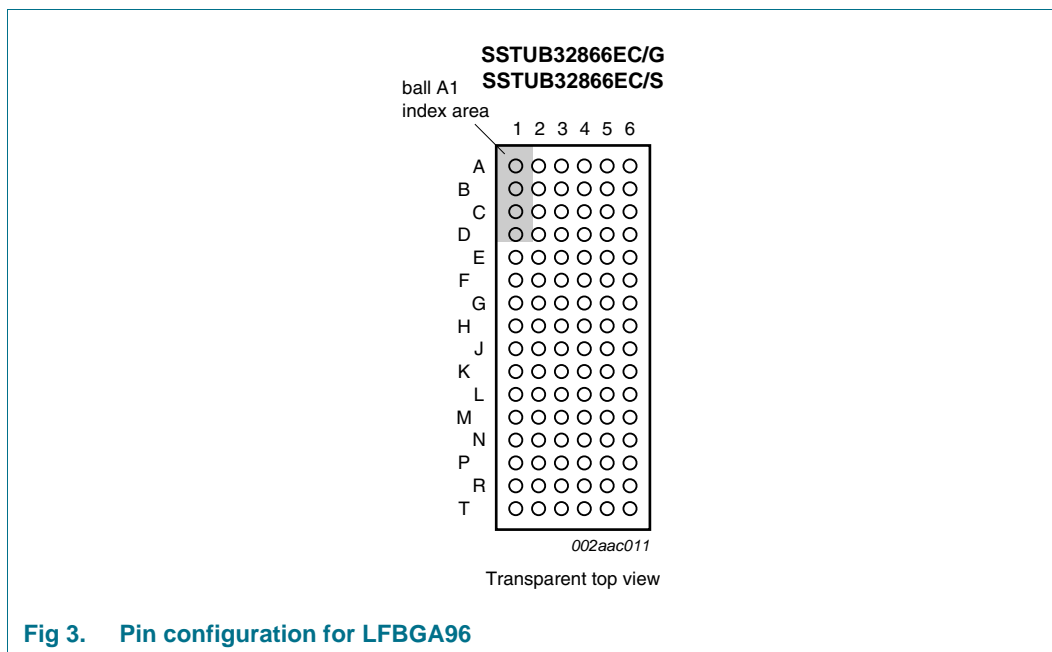 SSTUB32866EC/G
SSTUB32866EC/S
ball A1
index area
1 2 3 4 5 6
A
B
C
D
E
F
G
H
J
K
L
M
N
P
R
T
002aac011
Transparent top view
Fig 3. Pin configuration for LFBGA96